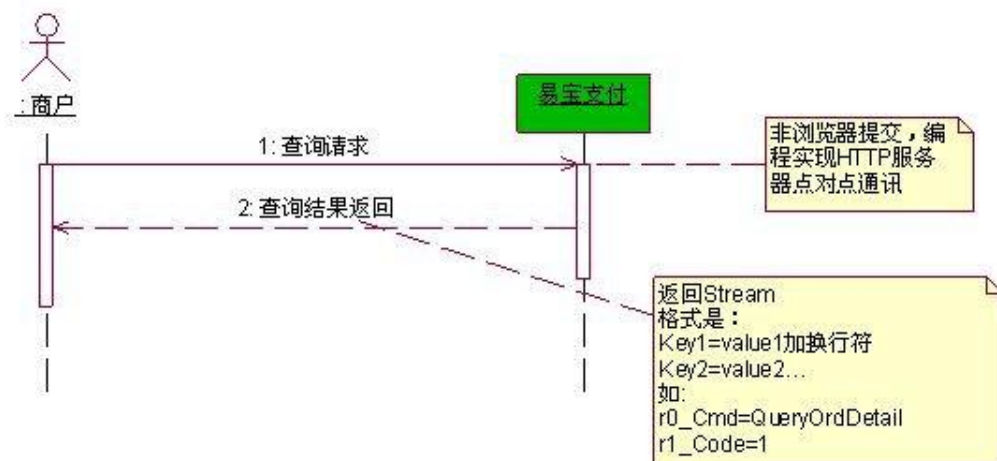 : 商户
易宝支付
1: 查询请求
非浏览器提交，编
程实现HTTP服务
器点对点通讯
2: 查询结果返回
返回Stream
格式是：
Key1=value1加换行符
Key2=value2...
如:
r0_Cmd=QueryOrdDetail
r1_Code=1